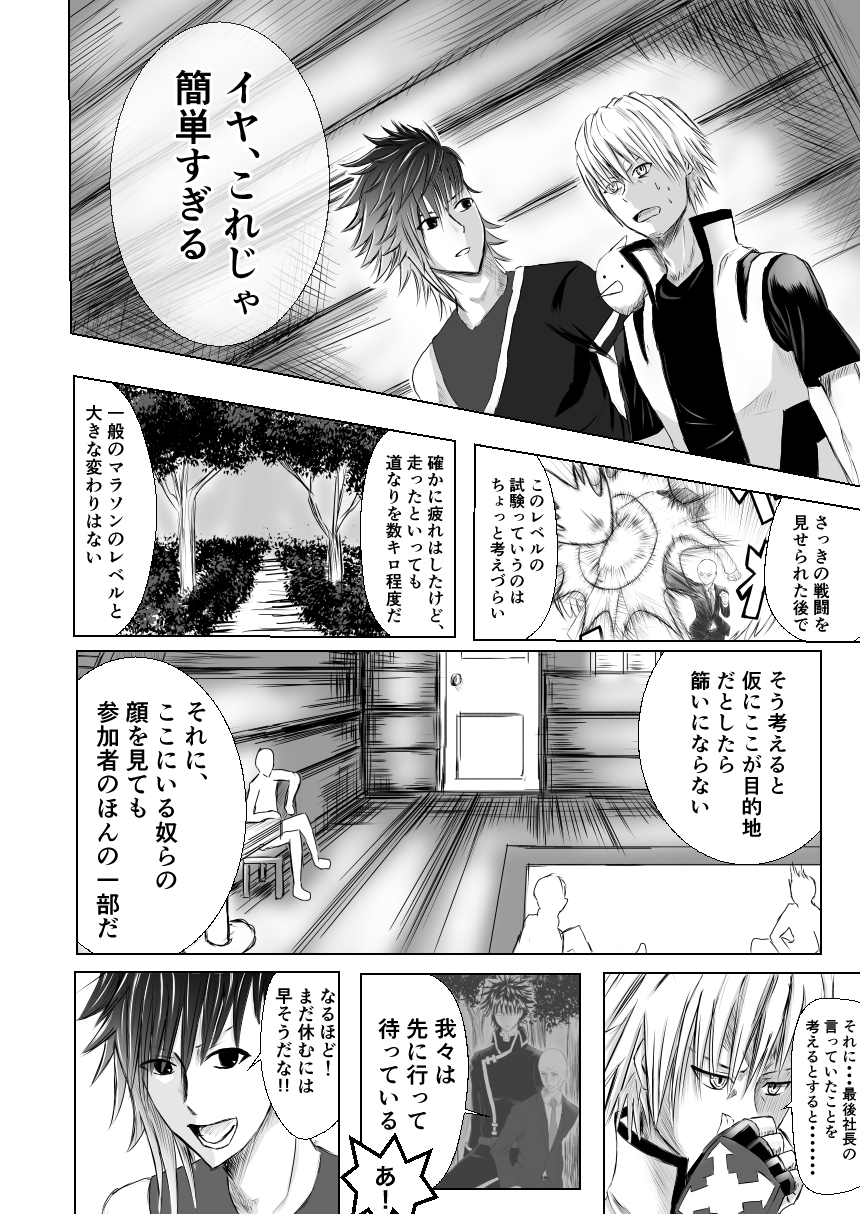 イヤ、これじゃ
簡単すぎる
さっきの戦闘を
見せられた後で
このレベルの
試験っていうのは
ちょっと考えづらい
確かに疲れはしたけど、
走ったといっても
道なりを数キロ程度だ
一般のマラソンのレベルと
大きな変わりはない
そう考えると
仮にここが目的地
だとしたら
篩いにならない
それに、
ここにいる奴らの
顔を見ても
参加者のほんの一部だ
それに・・・最後社長の
言っていたことを
考えるとすると・・・・・・・
我々は
先に行って
待っている
あ！
なるほど！
まだ休むには
早そうだな!!